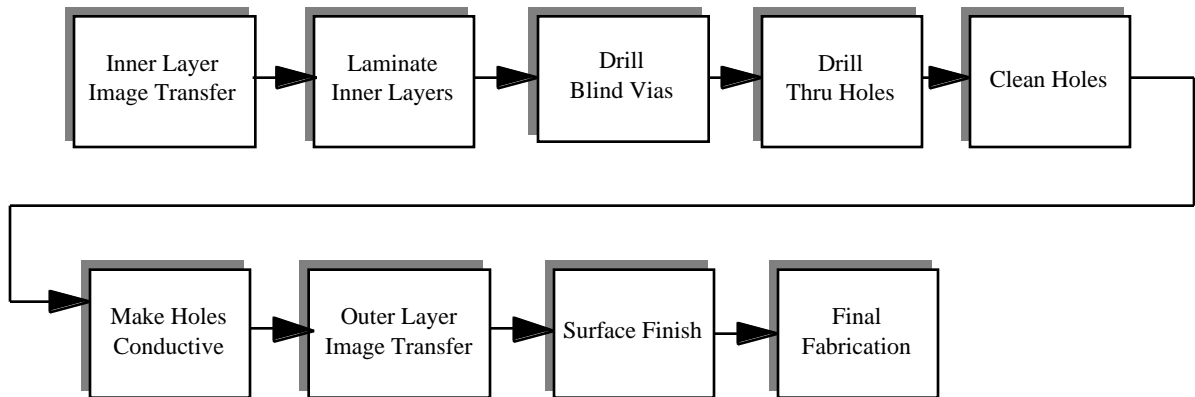 Inner Layer
Image Transfer
Laminate
Inner Layers
Drill
Blind Vias
Drill
Thru Holes
Clean Holes
Make Holes
Conductive
Outer Layer
Image Transfer
Surface Finish
Final
Fabrication